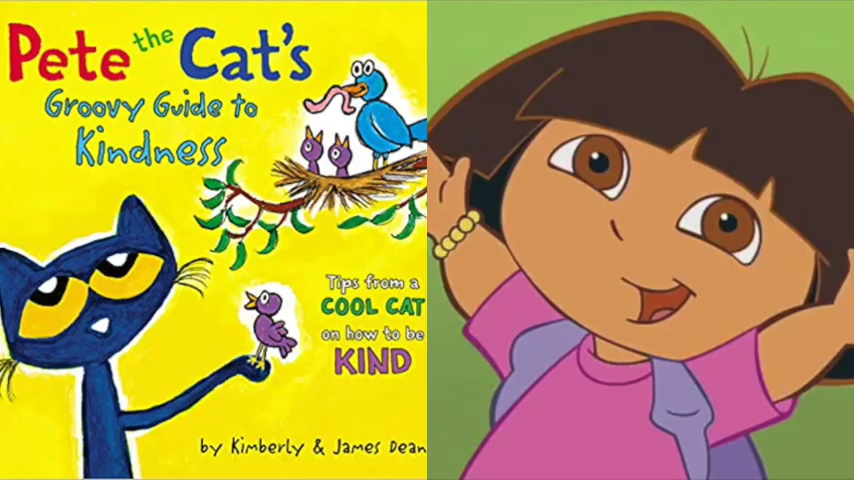 Pete the Cat's
Groovy Guide to
Kindness
Tips from a
COOL CAT
on how to be
KIND
by Kimberly & James Dean